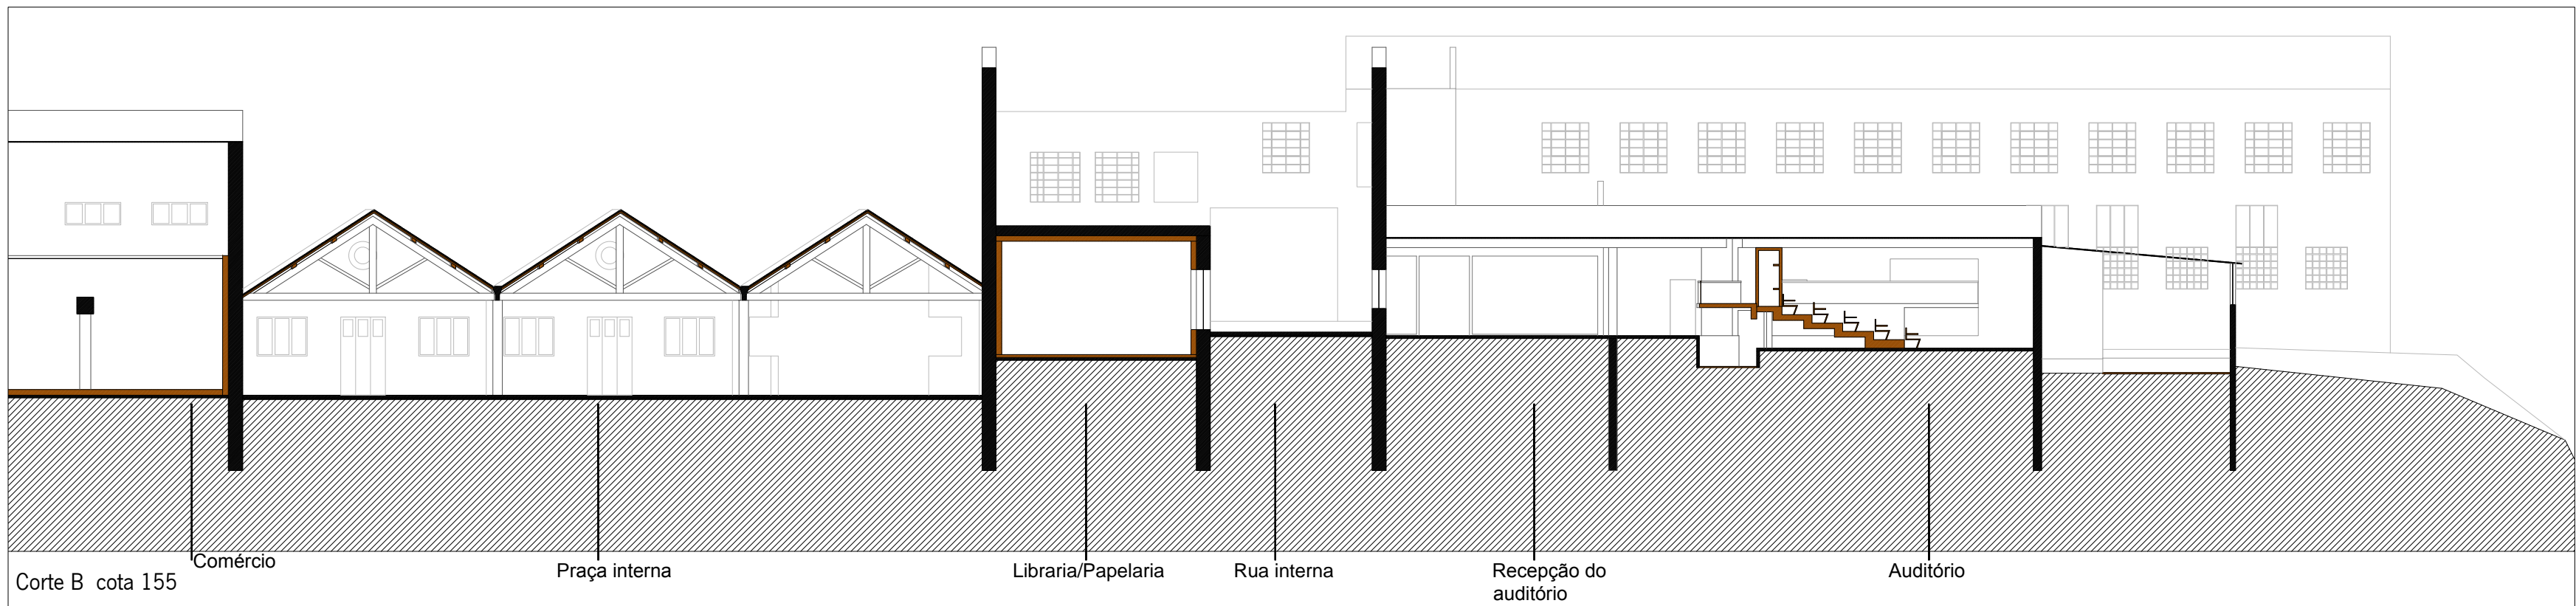 Comércio
Praça interna
Libraria/Papelaria
Rua interna
Recepção do
auditório
Auditório
Corte B cota 155